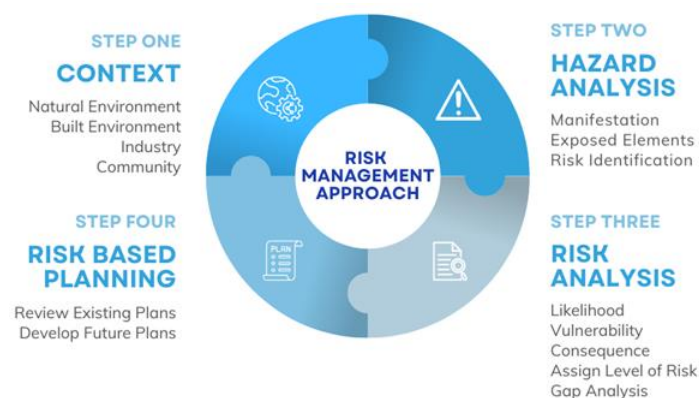 STEP ONE
CONTEXT
Natural Environment
Built Environment
Industry
Community
STEP TWO
HAZARD
ANALYSIS
Manifestation
Exposed Elements
Risk Identification
RISK
MANAGEMENT
APPROACH
STEP THREE
RISK
ANALYSIS
Likelihood
Vulnerability
Consequence
Assign Level of Risk
Gap Analysis
STEP FOUR
RISK BASED
PLANNING
Review Existing Plans
Develop Future Plans
PLAN